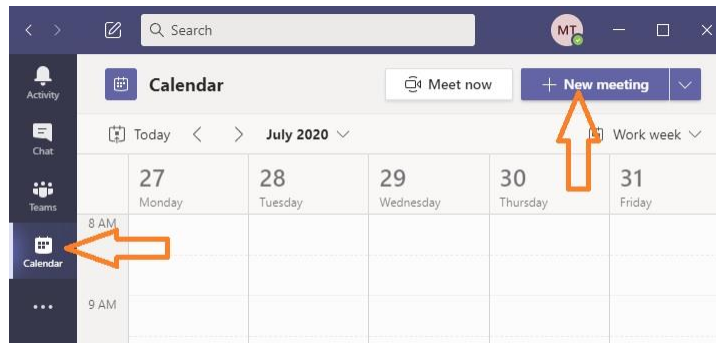 Search
MT
Activity
Chat
Teams
Calendar
Calendar
Meet now
+ New meeting
Today
July 2020
Work week
27
Monday
28
Tuesday
29
Wednesday
30
Thursday
31
Friday
8 AM
9 AM